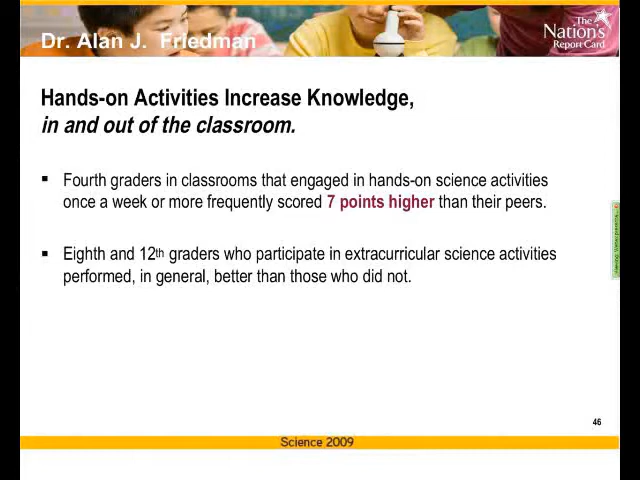 Dr. Alan J. Friedman
The
Nation's
Report Card
Hands-on Activities Increase Knowledge,
in and out of the classroom.
▪ Fourth graders in classrooms that engaged in hands-on science activities
once a week or more frequently scored 7 points higher than their peers.
▪ Eighth and 12th graders who participate in extracurricular science activities
performed, in general, better than those who did not.
46
Science 2009